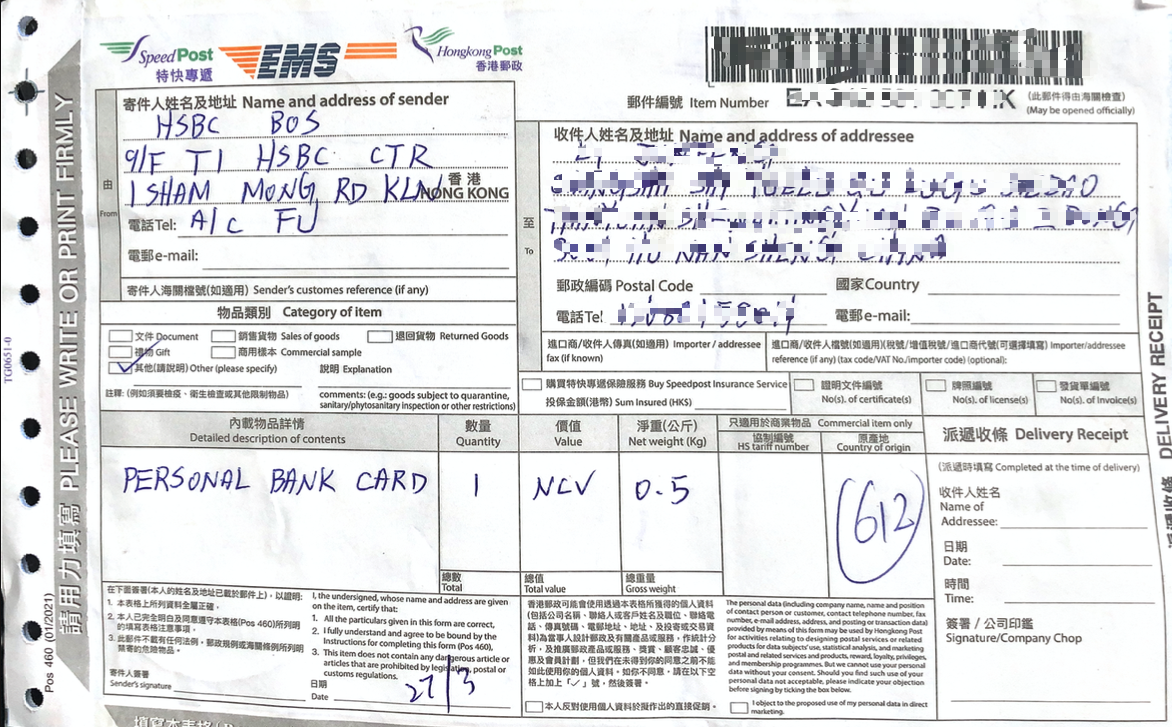 SpeedPost
特快專遞
EMS
HongkongPost
香港郵政
郵件編號 Item Number
(此郵件得由海關檢查)
(May be opened officially)
請用力填寫 PLEASE WRITE OR PRINT FIRMLY
TG0651-0
Pos 460 (01/2021)
寄件人姓名及地址 Name and address of sender
HSBC BOS
9/F T1 HSBC CTR
1 SHAM MONG RD KLN
香港
HONG KONG
由
From
電話Tel:
A/C FU
電郵e-mail:
寄件人海關檔號(如適用) Sender's customes reference (if any)
收件人姓名及地址 Name and address of addressee
至
To
HU NAN SHENG CHINA
郵政編碼 Postal Code
國家Country
電話Tel
電郵e-mail:
進口商/收件人傳真(如適用) Importer / addressee
fax (if known)
進口商/收件人檔號(如適用)(稅號/增值稅號/進口商代號(可選擇填寫) Importer/addressee
reference (if any) (tax code/VAT No./importer code) (optional):
物品類別 Category of item
文件 Document
銷售貨物 Sales of goods
退回貨物 Returned Goods
禮物 Gift
商用樣本 Commercial sample
其他(請說明) Other (please specify)
說明 Explanation
註釋: (例如須要檢疫、衛生檢查或其他限制物品)
comments: (e.g.: goods subject to quarantine,
sanitary/phytosanitary inspection or other restrictions)
購買特快專遞保險服務 Buy Speedpost Insurance Service
投保金額(港幣) Sum Insured (HK$)
證明文件編號
No(s). of certificate(s)
牌照編號
No(s). of license(s)
發貨單編號
No(s). of Invoice(s)
內載物品詳情
Detailed description of contents
數量
Quantity
價值
Value
淨重(公斤)
Net weight (Kg)
只適用於商業物品 Commercial item only
協制編號
HS tariff number
原產地
Country of origin
PERSONAL BANK CARD
1
NCV
0.5
612
總數
Total
總值
Total value
總重量
Gross weight
派遞收條 Delivery Receipt
(派遞時填寫) Completed at the time of delivery)
收件人姓名
Name of
Addressee:
日期
Date:
時間
Time:
簽署 / 公司印鑑
Signature/Company Chop
DELIVERY RECEIPT
派遞收條
在下面簽署(本人的姓名及地址已載於郵件上),以證明:
1. 本表格上所列資料全屬正確。
2. 本人已完全明白及同意遵守本表格(Pos 460)所列
的填寫表格注意事項。
3. 此郵件不載有任何法例,郵政規例或海關條例所列明
禁寄的危險物品。
寄件人簽署
Sender's signature
I, the undersigned, whose name and address are given
on the item, certify that:
1. All the particulars given in this form are correct,
2. I fully understand and agree to be bound by the
Instructions for completing this form (Pos 460),
3. This item does not contain any dangerous article or
articles that are prohibited by legislation, postal or
customs regulations.
日期
Date
27/3
香港郵政可能會使用透過本表格所獲得的個人資料
(包括公司名稱、聯絡人或客戶姓名及職位、聯絡電
話、傳真號碼、電郵地址、地址、及投寄或交易資
料)為當事人設計郵政及有關產品或服務,作統計分
析,及推廣郵政產品或服務、獎賞、顧客忠誠、優
惠及會員計劃,但我們在未得到你的同意之前不能
如此使用你的個人資料。如你不同意,請在以下空
格上加上「✓」號,然後簽署。
本人反對使用個人資料於擬作出的直接促銷。
The personal data (including company name, name and position
of contact person or customer, contact telephone number, fax
number, e-mail address, address, and posting or transaction data)
provided by means of this form may be used by Hongkong Post
for activities relating to designing postal services or related
products for data subjects' use, statistical analysis, and marketing
postal and related services and products, reward, loyalty, privileges,
and membership programmes. But we cannot use your personal
data without your consent. Should you find such use of your
personal data not acceptable, please indicate your objection
before signing by ticking the box below.
I object to the proposed use of my personal data in direct
marketing.